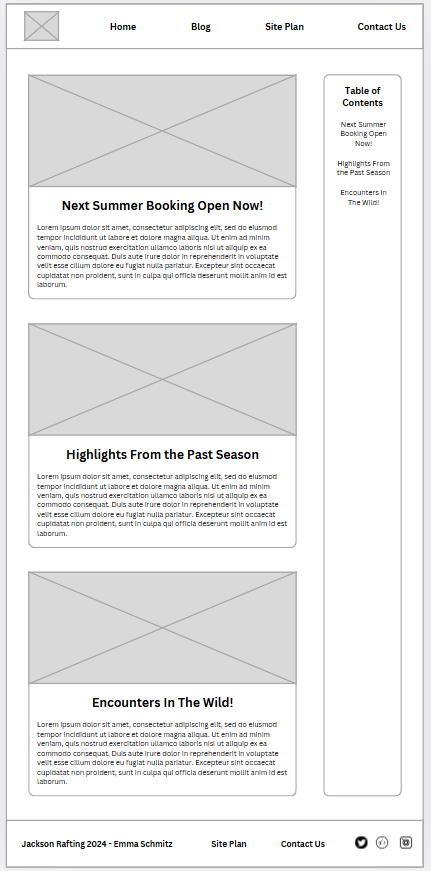 Home Blog Site Plan Contact Us
Next Summer Booking Open Now!
Lorem ipsum dolor sit amet, consectetur adipiscing elit, sed do eiusmod
tempor incididunt ut labore et dolore magna aliqua. Ut enim ad minim
veniam, quis nostrud exercitation ullamco laboris nisi ut aliquip ex ea
commodo consequat. Duis aute irure dolor in reprehenderit in voluptate
velit esse cillum dolore eu fugiat nulla pariatur. Excepteur sint occaecat
cupidatat non proident, sunt in culpa qui officia deserunt mollit anim id est
laborum.
Highlights From the Past Season
Lorem ipsum dolor sit amet, consectetur adipiscing elit, sed do eiusmod
tempor incididunt ut labore et dolore magna aliqua. Ut enim ad minim
veniam, quis nostrud exercitation ullamco laboris nisi ut aliquip ex ea
commodo consequat. Duis aute irure dolor in reprehenderit in voluptate
velit esse cillum dolore eu fugiat nulla pariatur. Excepteur sint occaecat
cupidatat non proident, sunt in culpa qui officia deserunt mollit anim id est
laborum.
Encounters In The Wild!
Lorem ipsum dolor sit amet, consectetur adipiscing elit, sed do eiusmod
tempor incididunt ut labore et dolore magna aliqua. Ut enim ad minim
veniam, quis nostrud exercitation ullamco laboris nisi ut aliquip ex ea
commodo consequat. Duis aute irure dolor in reprehenderit in voluptate
velit esse cillum dolore eu fugiat nulla pariatur. Excepteur sint occaecat
cupidatat non proident, sunt in culpa qui officia deserunt mollit anim id est
laborum.
Table of
Contents
Next Summer
Booking Open
Now!
Highlights From
the Past Season
Encounters In
The Wild!
Jackson Rafting 2024 - Emma Schmitz Site Plan Contact Us